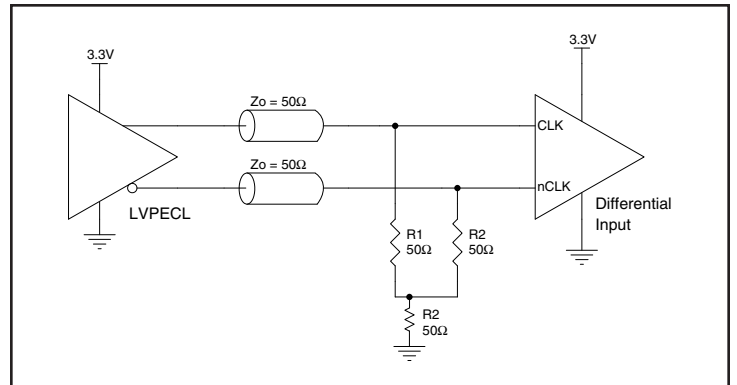 3.3V
3.3V
Zo = 50Ω
CLK
Zo = 50Ω
nCLK
LVPECL
Differential
Input
R1
50Ω
R2
50Ω
R2
50Ω